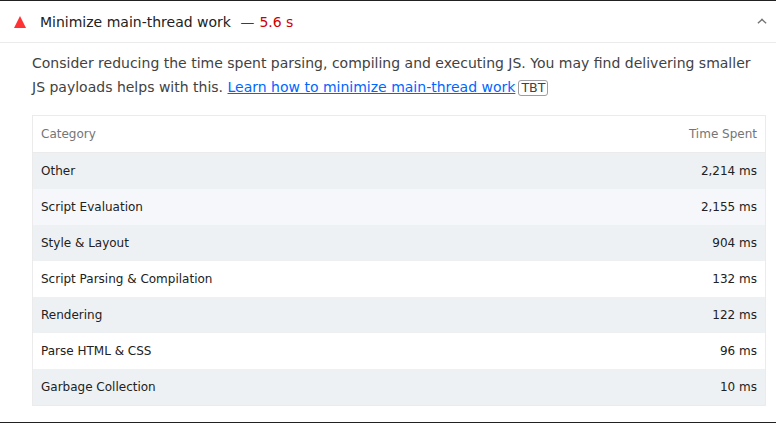 Minimize main-thread work — 5.6 s
Consider reducing the time spent parsing, compiling and executing JS. You may find delivering smaller
JS payloads helps with this. Learn how to minimize main-thread work TBT
Category Time Spent
Other 2,214 ms
Script Evaluation 2,155 ms
Style & Layout 904 ms
Script Parsing & Compilation 132 ms
Rendering 122 ms
Parse HTML & CSS 96 ms
Garbage Collection 10 ms